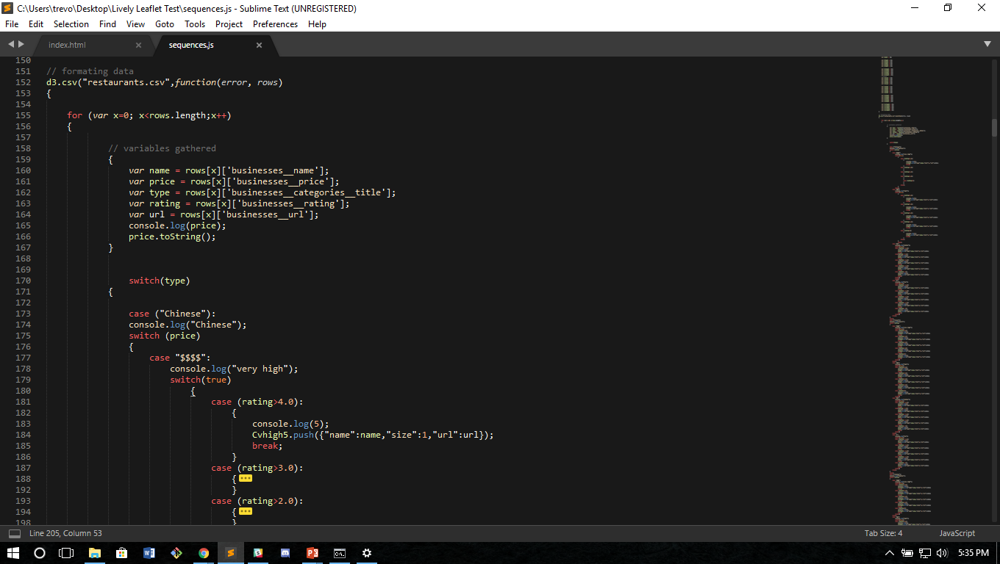 C:\Users\trevo\Desktop\Lively Leaflet Test\sequences.js - Sublime Text (UNREGISTERED)
File Edit Selection Find View Goto Tools Project Preferences Help
index.html × sequences.js ×
150
151 // formating data
152 d3.csv("restaurants.csv",function(error, rows)
153 {
154
155 for (var x=0; x<rows.length;x++)
156 {
157
158 // variables gathered
159 {
160 var name = rows[x]['businesses__name'];
161 var price = rows[x]['businesses__price'];
162 var type = rows[x]['businesses__categories__title'];
163 var rating = rows[x]['businesses__rating'];
164 var url = rows[x]['businesses__url'];
165 console.log(price);
166 price.toString();
167 }
168
169
170 switch(type)
171 {
172
173 case ("Chinese"):
174 console.log("Chinese");
175 switch (price)
176 {
177 case "$$$$":
178 console.log("very high");
179 switch(true)
180 {
181 case (rating>4.0):
182 {
183 console.log(5);
184 Cvhigh5.push({"name":name,"size":1,"url":url});
185 break;
186 }
187 case (rating>3.0):
188 {
192 }
193 case (rating>2.0):
194 {
198 }
Line 205, Column 53 Tab Size: 4 JavaScript
5:35 PM